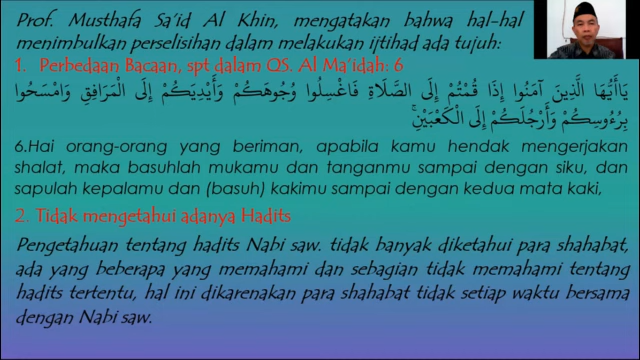 Prof. Musthafa Sa'id Al Khin, mengatakan bahwa hal-hal
menimbulkan perselisihan dalam melakukan ijtihad ada tujuh:
1. Perbedaan Bacaan, spt dalam QS. Al Ma'idah: 6
يَاأَيُّهَا الَّذِينَ آمَنُوا إِذَا قُمْتُمْ إِلَى الصَّلَاةِ فَاغْسِلُوا وُجُوهَكُمْ وَأَيْدِيَكُمْ إِلَى الْمَرَافِقِ وَامْسَحُوا
بِرُءُوسِكُمْ وَأَرْجُلَكُمْ إِلَى الْكَعْبَيْنِ ۚ
6.Hai orang-orang yang beriman, apabila kamu hendak mengerjakan
shalat, maka basuhlah mukamu dan tanganmu sampai dengan siku, dan
sapulah kepalamu dan (basuh) kakimu sampai dengan kedua mata kaki,
2. Tidak mengetahui adanya Hadits
Pengetahuan tentang hadits Nabi saw. tidak banyak diketahui para shahabat,
ada yang beberapa yang memahami dan sebagian tidak memahami tentang
hadits tertentu, hal ini dikarenakan para shahabat tidak setiap waktu bersama
dengan Nabi saw.